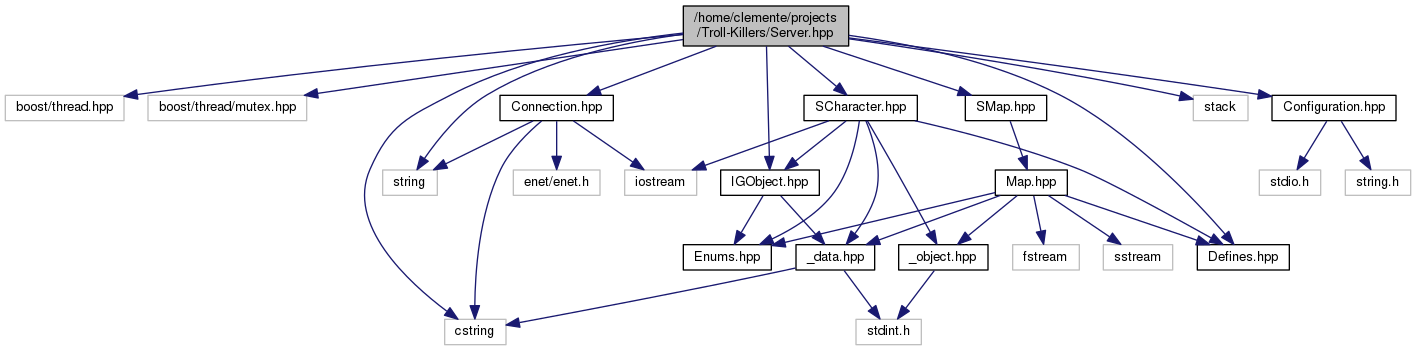 /home/clemente/projects
/Troll-Killers/Server.hpp
boost/thread.hpp
boost/thread/mutex.hpp
Connection.hpp
SCharacter.hpp
SMap.hpp
stack
Configuration.hpp
string
enet/enet.h
iostream
IGObject.hpp
Map.hpp
stdio.h
string.h
Enums.hpp
_data.hpp
_object.hpp
fstream
sstream
Defines.hpp
cstring
stdint.h